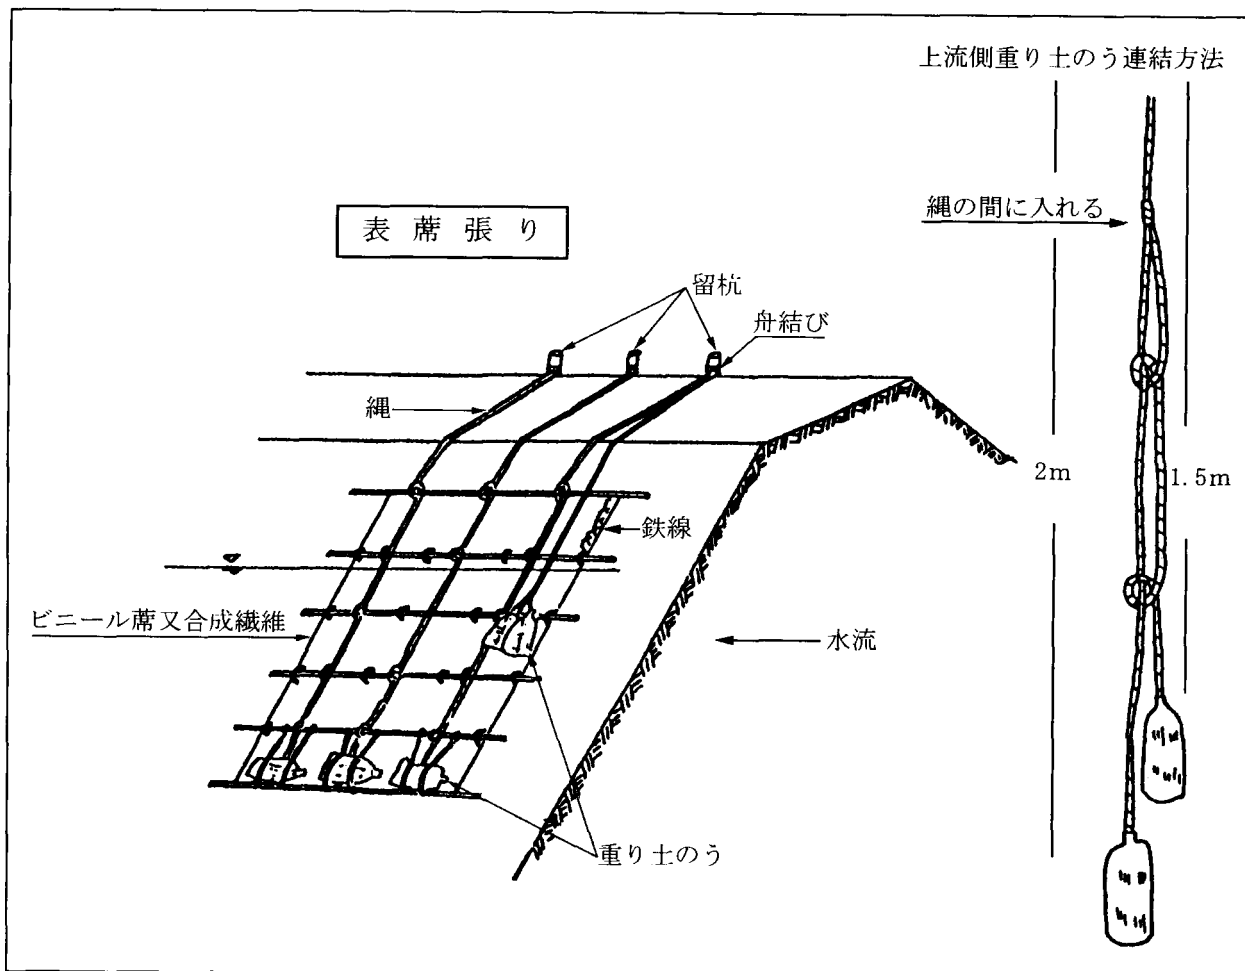 上流側重り土のう連結方法
縄の間に入れる
表蓆張り
留杭
舟結び
縄
2m
1.5m
鉄線
ビニール蓆又合成繊維
水流
重り土のう